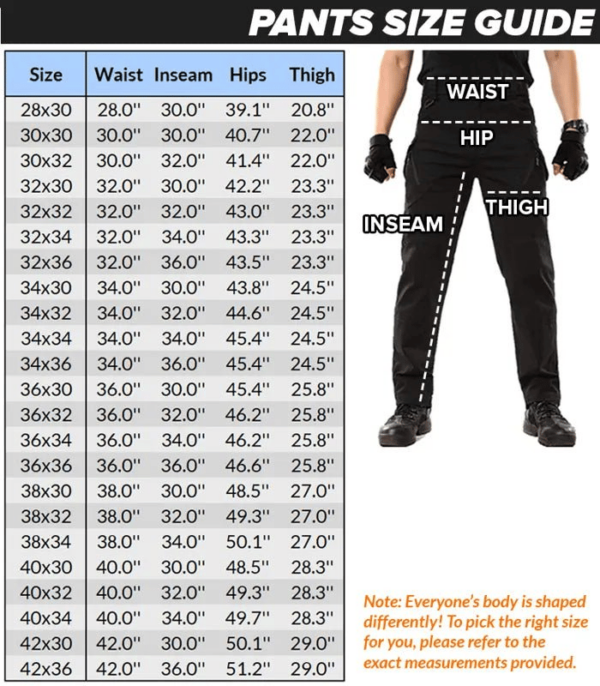 PANTS SIZE GUIDE
Size Waist Inseam Hips Thigh
28x30 28.0" 30.0" 39.1" 20.8"
30x30 30.0" 30.0" 40.7" 22.0"
30x32 30.0" 32.0" 41.4" 22.0"
32x30 32.0" 30.0" 42.2" 23.3"
32x32 32.0" 32.0" 43.0" 23.3"
32x34 32.0" 34.0" 43.3" 23.3"
32x36 32.0" 36.0" 43.5" 23.3"
34x30 34.0" 30.0" 43.8" 24.5"
34x32 34.0" 32.0" 44.6" 24.5"
34x34 34.0" 34.0" 45.4" 24.5"
34x36 34.0" 36.0" 45.4" 24.5"
36x30 36.0" 30.0" 45.4" 25.8"
36x32 36.0" 32.0" 46.2" 25.8"
36x34 36.0" 34.0" 46.2" 25.8"
36x36 36.0" 36.0" 46.6" 25.8"
38x30 38.0" 30.0" 48.5" 27.0"
38x32 38.0" 32.0" 49.3" 27.0"
38x34 38.0" 34.0" 50.1" 27.0"
40x30 40.0" 30.0" 48.5" 28.3"
40x32 40.0" 32.0" 49.3" 28.3"
40x34 40.0" 34.0" 49.7" 28.3"
42x30 42.0" 30.0" 50.1" 29.0"
42x36 42.0" 36.0" 51.2" 29.0"
WAIST
HIP
THIGH
INSEAM
Note: Everyone's body is shaped
differently! To pick the right size
for you, please refer to the
exact measurements provided.